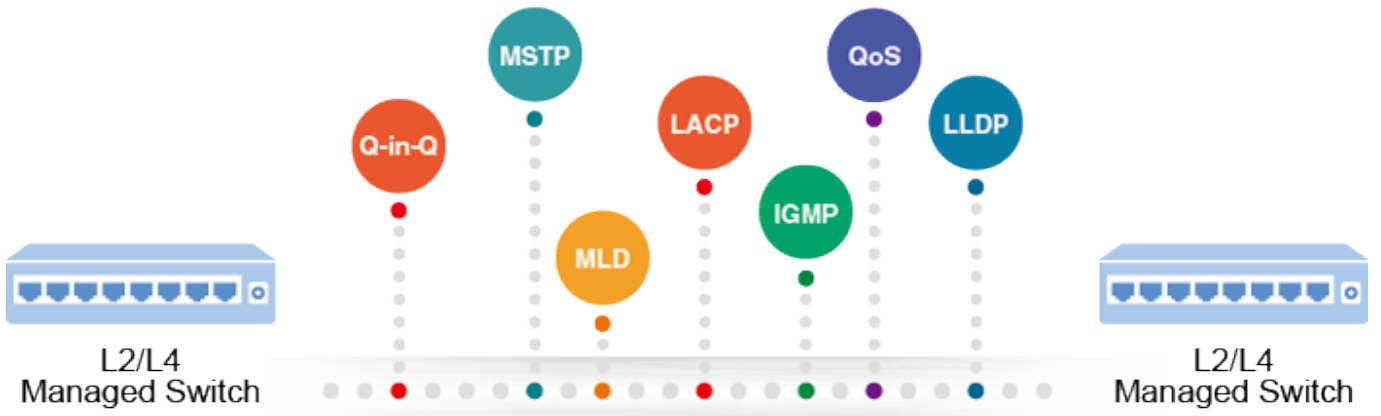 MSTP
QoS
LACP
LLDP
Q-in-Q
IGMP
MLD
L2/L4
Managed Switch
L2/L4
Managed Switch